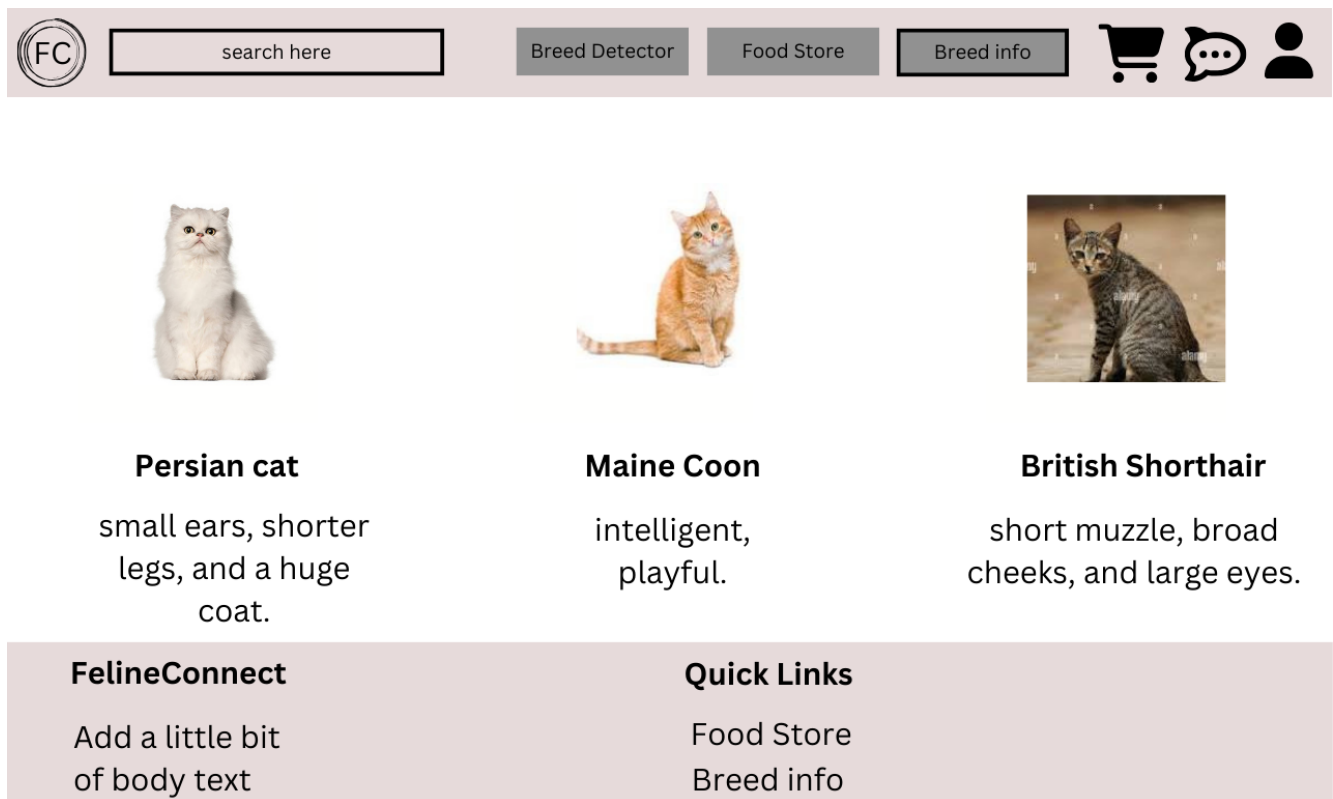 FC
search here
Breed Detector
Food Store
Breed info
alamy
alamy
Persian cat
small ears, shorter
legs, and a huge
coat.
Maine Coon
intelligent,
playful.
British Shorthair
short muzzle, broad
cheeks, and large eyes.
FelineConnect
Add a little bit
of body text
Quick Links
Food Store
Breed info